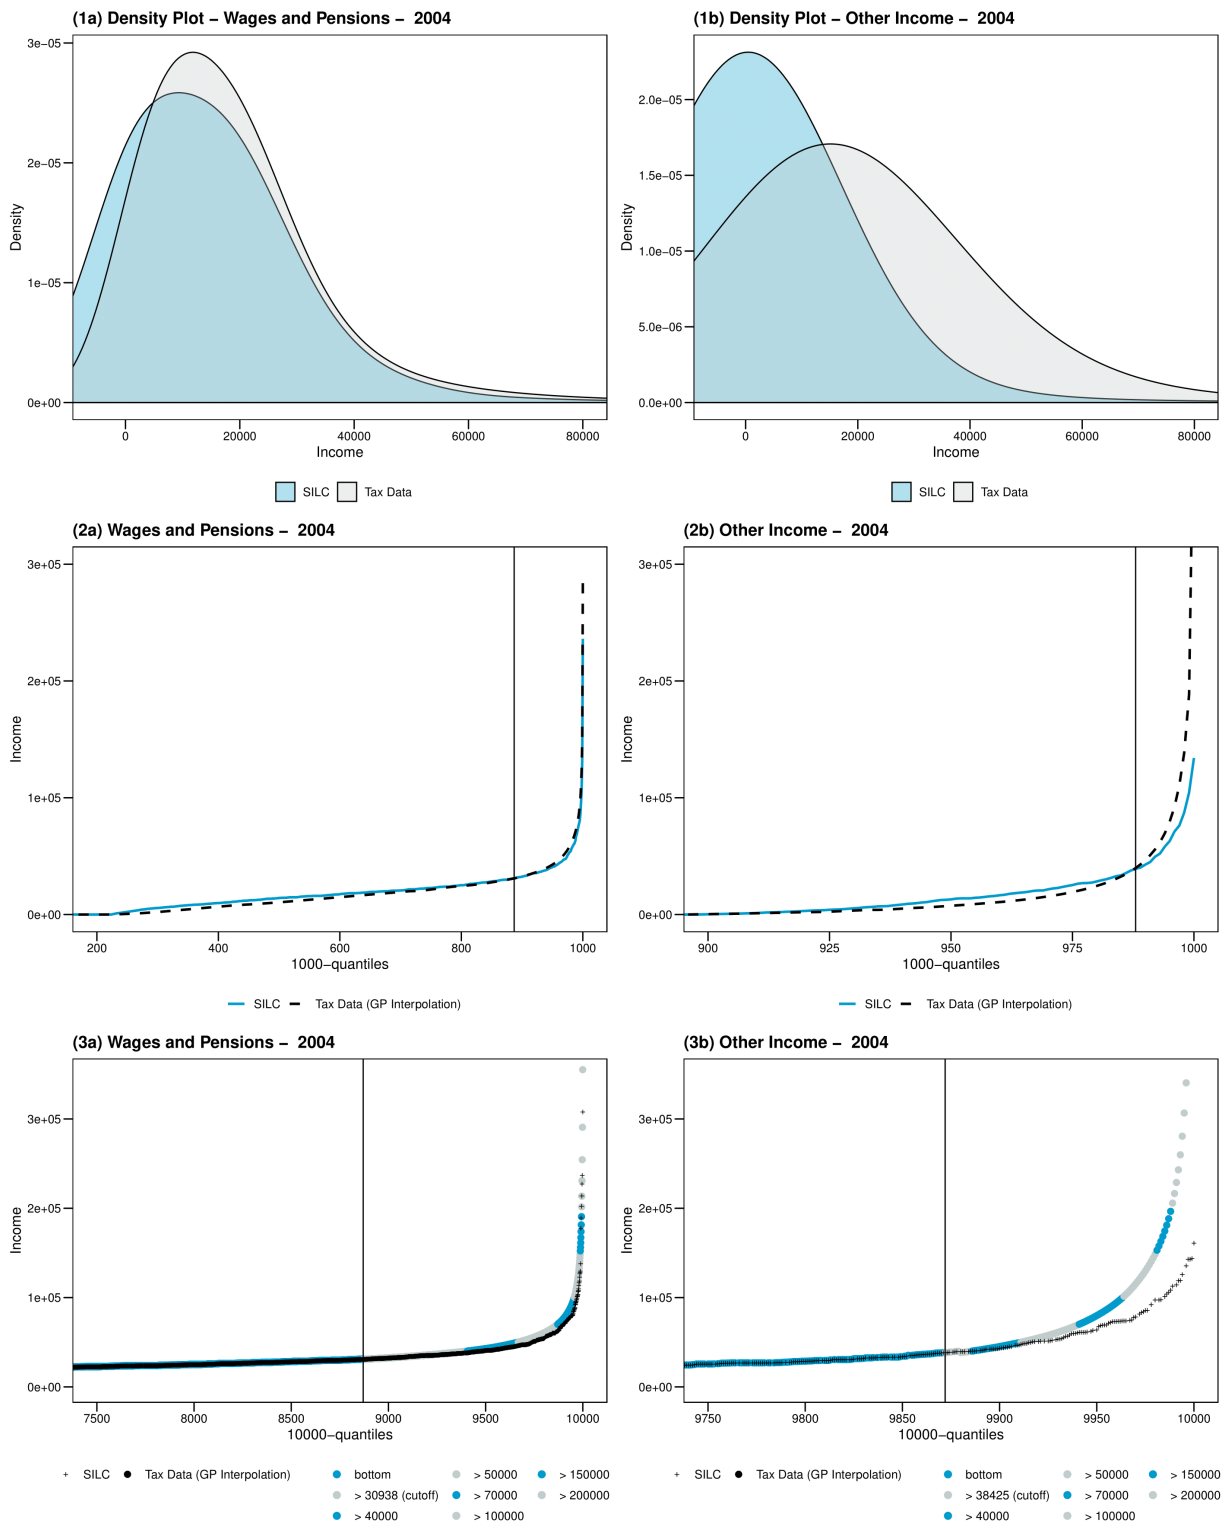 (1a) Density Plot – Wages and Pensions – 2004
3e−05
2e−05
1e−05
0e+00
Density
0 20000 40000 60000 80000
Income
SILC Tax Data
(1b) Density Plot – Other Income – 2004
2.0e−05
1.5e−05
1.0e−05
5.0e−06
0.0e+00
Density
0 20000 40000 60000 80000
Income
SILC Tax Data
(2a) Wages and Pensions – 2004
3e+05
2e+05
1e+05
0e+00
Income
200 400 600 800 1000
1000−quantiles
SILC Tax Data (GP Interpolation)
(2b) Other Income – 2004
3e+05
2e+05
1e+05
0e+00
Income
900 925 950 975 1000
1000−quantiles
SILC Tax Data (GP Interpolation)
(3a) Wages and Pensions – 2004
3e+05
2e+05
1e+05
0e+00
Income
7500 8000 8500 9000 9500 10000
10000−quantiles
SILC Tax Data (GP Interpolation)
bottom > 50000 > 150000
> 30938 (cutoff) > 70000 > 200000
> 40000 > 100000
(3b) Other Income – 2004
3e+05
2e+05
1e+05
0e+00
Income
9750 9800 9850 9900 9950 10000
10000−quantiles
SILC Tax Data (GP Interpolation)
bottom > 50000 > 150000
> 38425 (cutoff) > 70000 > 200000
> 40000 > 100000